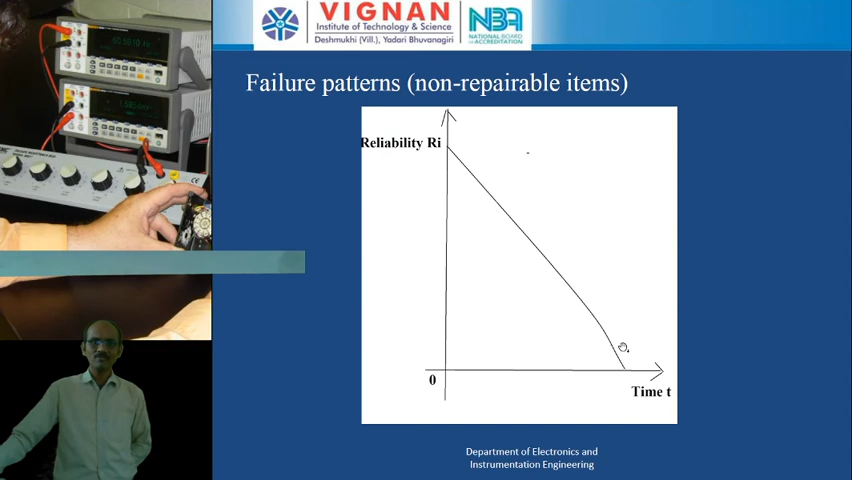 VIGNAN
Institute of Technology & Science
Deshmukhi (Vill.), Yadari Bhuvanagiri
NBA
NATIONAL BOARD
of ACCREDITATION
Failure patterns (non-repairable items)
Reliability Ri
0
Time t
Department of Electronics and
Instrumentation Engineering